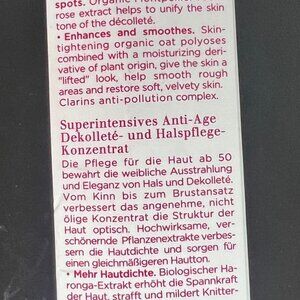 spots. Organic
rose extract helps to unify the skin
tone of the décolleté.
• Enhances and smoothes. Skin-
tightening organic oat polyoses
combined with a moisturizing deri-
vative of plant origin, give the skin a
"lifted" look, help smooth rough
areas and restore soft, velvety skin.
Clarins anti-pollution complex.
Superintensives Anti-Age
Dekolleté- und Halspflege-
Konzentrat
Die Pflege für die Haut ab 50
bewahrt die weibliche Ausstrahlung
und Eleganz von Hals und Dekolleté.
Vom Kinn bis zum Brustansatz
verbessert das angenehme, nicht
ölige Konzentrat die Struktur der
Haut optisch. Hochwirksame, ver-
schönernde Pflanzenextrakte verbes-
sern die Hautdichte und sorgen für
einen gleichmäßigeren Hautton.
• Mehr Hautdichte. Biologischer Ha-
ronga-Extrakt erhöht die Spannkraft
der Haut, strafft und mildert Knitter-